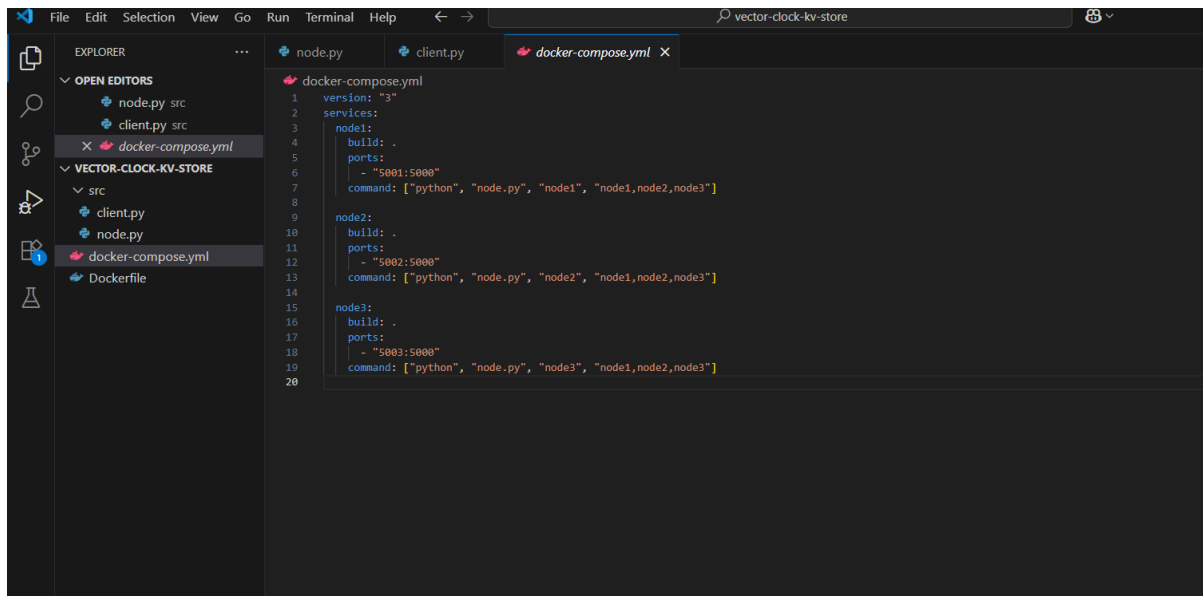 File Edit Selection View Go Run Terminal Help
vector-clock-kv-store
EXPLORER
OPEN EDITORS
node.py src
client.py src
docker-compose.yml
VECTOR-CLOCK-KV-STORE
src
client.py
node.py
docker-compose.yml
Dockerfile
1
node.py
client.py
docker-compose.yml
docker-compose.yml
1 version: "3"
2 services:
3 node1:
4 build: .
5 ports:
6 - "5001:5000"
7 command: ["python", "node.py", "node1", "node1,node2,node3"]
8
9 node2:
10 build: .
11 ports:
12 - "5002:5000"
13 command: ["python", "node.py", "node2", "node1,node2,node3"]
14
15 node3:
16 build: .
17 ports:
18 - "5003:5000"
19 command: ["python", "node.py", "node3", "node1,node2,node3"]
20